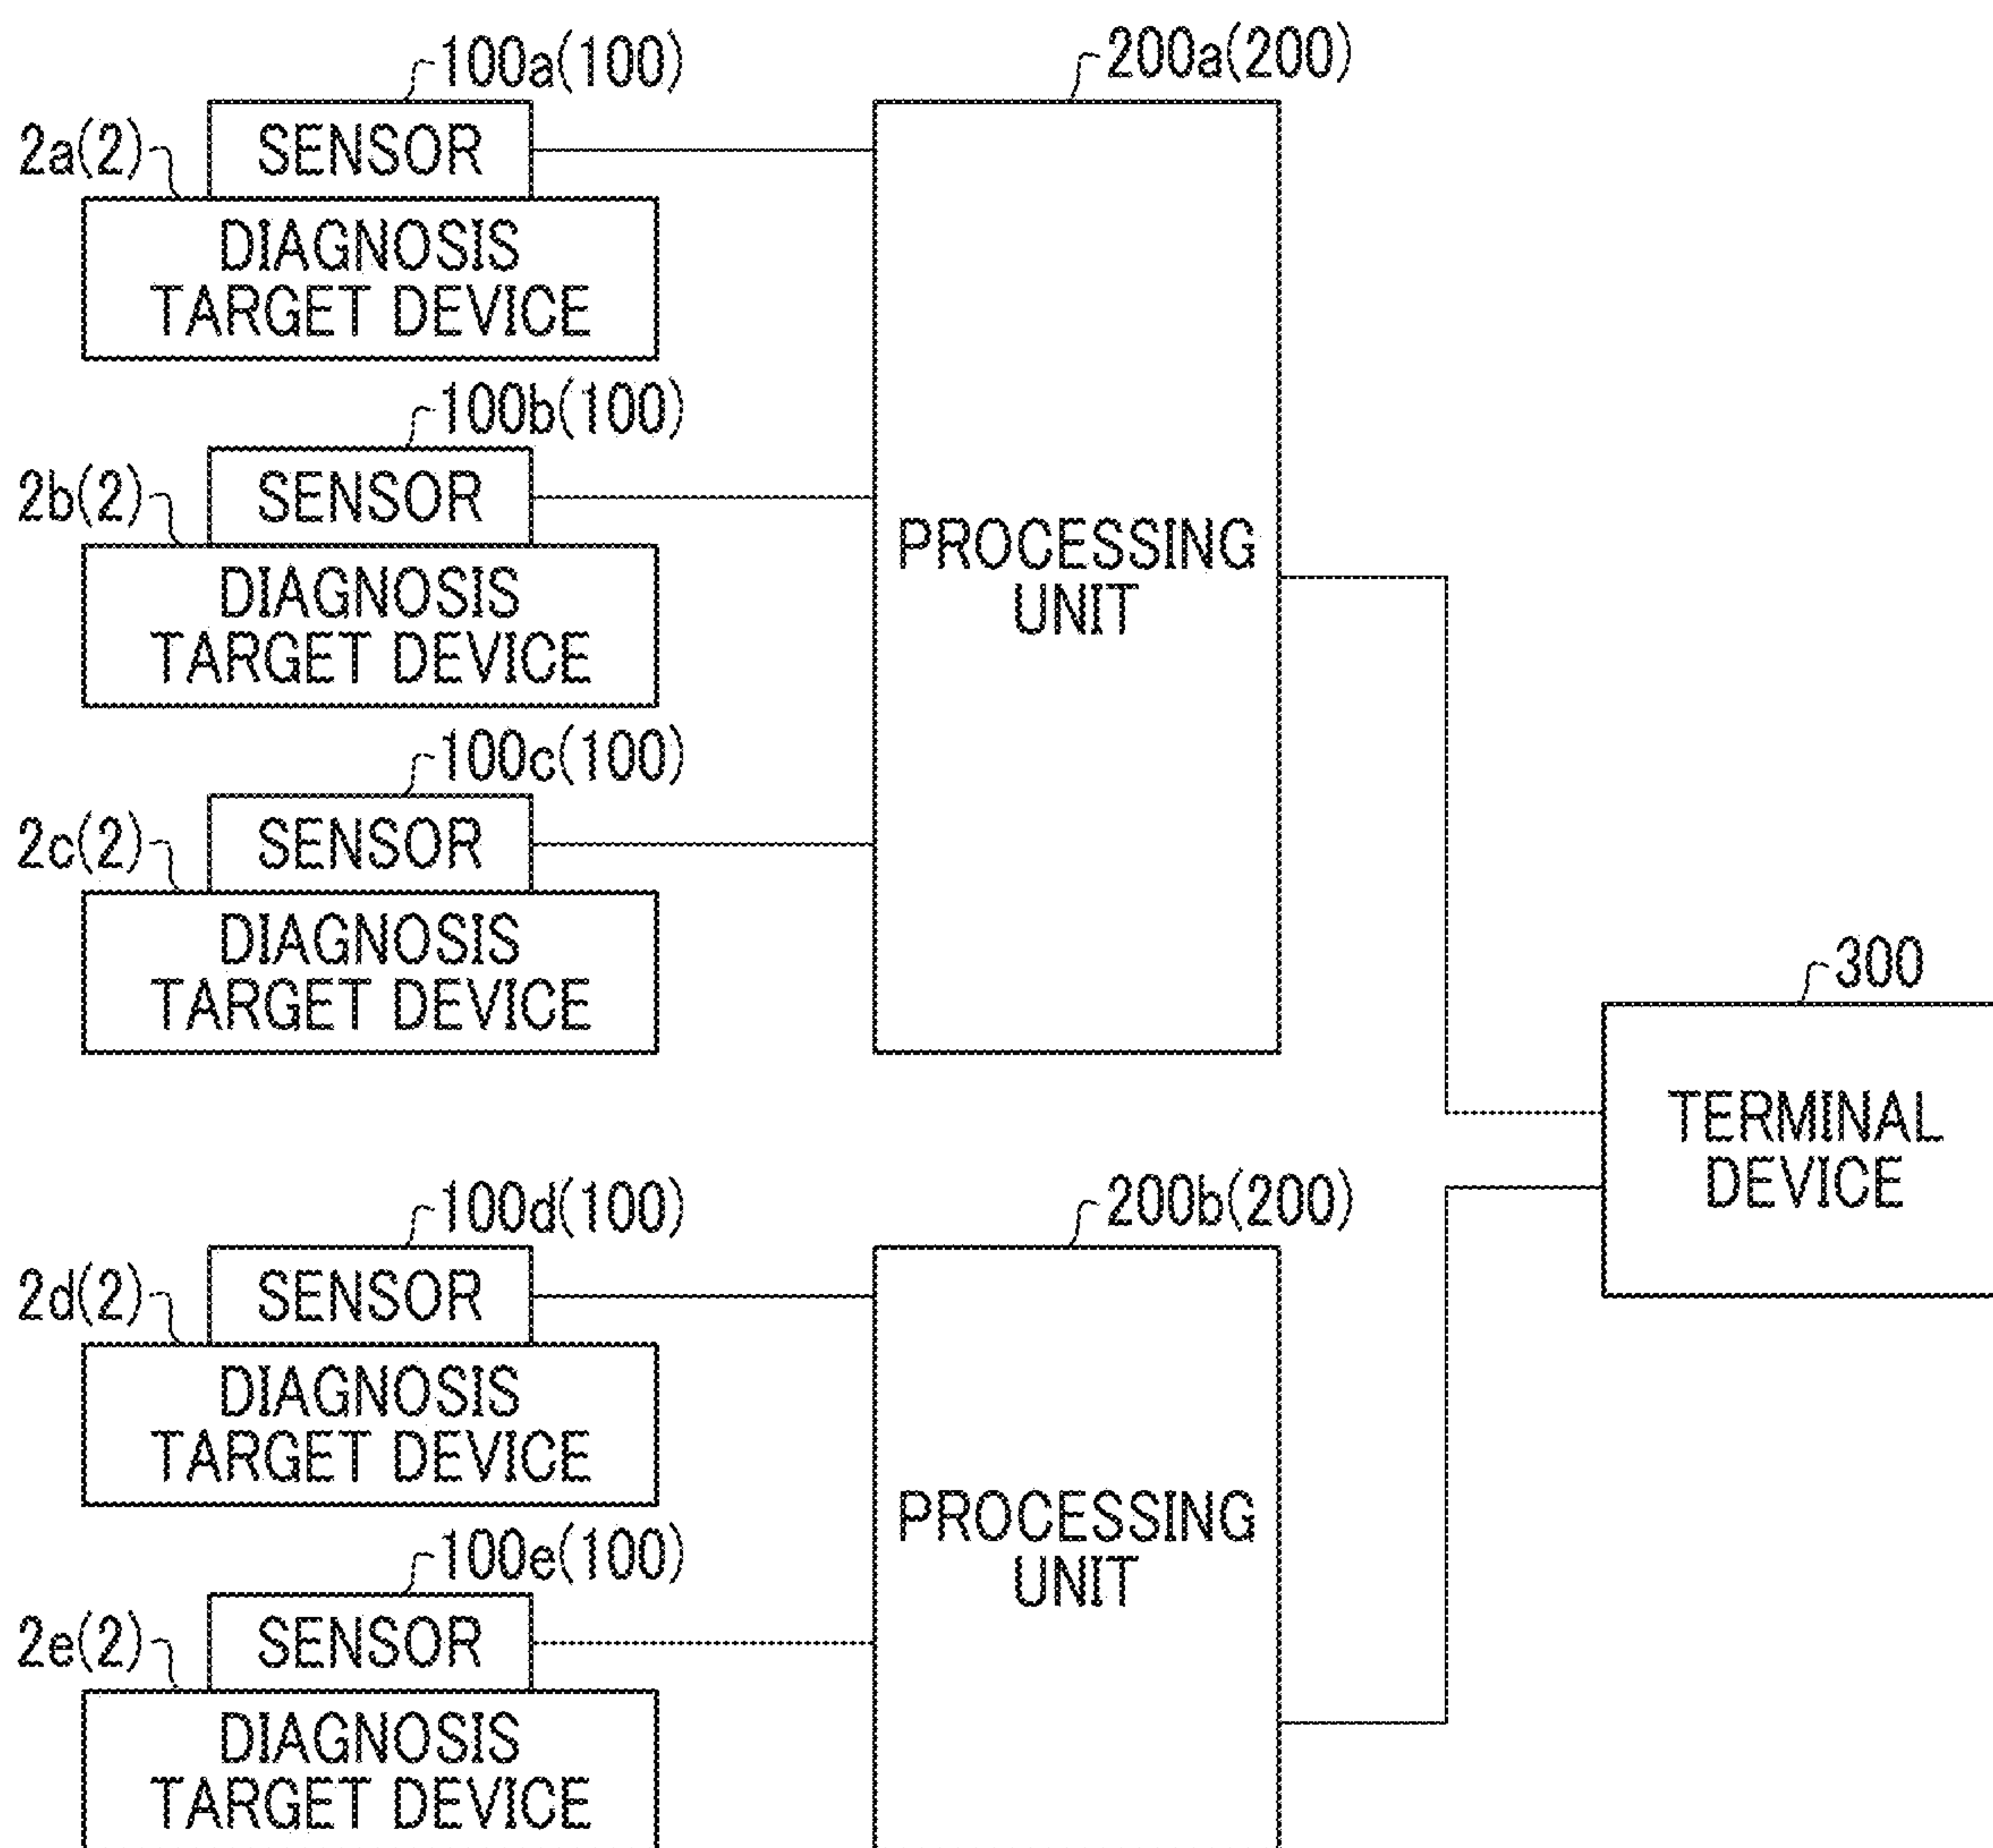 100a(100)
200a(200)
2a(2)
SENSOR
DIAGNOSIS
TARGET DEVICE
100b(100)
2b(2)
SENSOR
DIAGNOSIS
TARGET DEVICE
PROCESSING
UNIT
100c(100)
2c(2)
SENSOR
DIAGNOSIS
TARGET DEVICE
300
TERMINAL
DEVICE
100d(100)
200b(200)
2d(2)
SENSOR
DIAGNOSIS
TARGET DEVICE
PROCESSING
UNIT
100e(100)
2e(2)
SENSOR
DIAGNOSIS
TARGET DEVICE